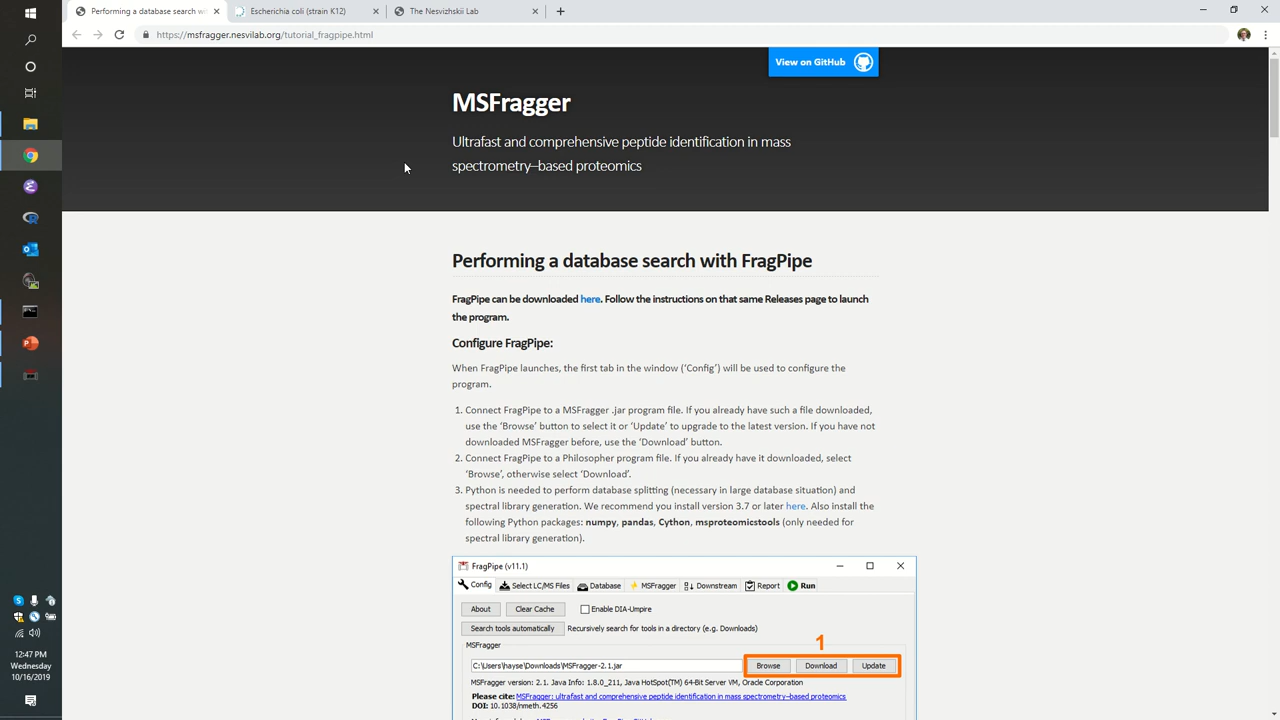 Performing a database search wit
Escherichia coli (strain K12)
The Nesvizhskii Lab
https://msfragger.nesvilab.org/tutorial_fragpipe.html
View on GitHub
MSFragger
Ultrafast and comprehensive peptide identification in mass
spectrometry–based proteomics
Performing a database search with FragPipe
FragPipe can be downloaded here. Follow the instructions on that same Releases page to launch
the program.
Configure FragPipe:
When FragPipe launches, the first tab in the window (‘Config’) will be used to configure the
program.
1. Connect FragPipe to a MSFragger .jar program file. If you already have such a file downloaded,
use the ‘Browse’ button to select it or ‘Update’ to upgrade to the latest version. If you have not
downloaded MSFragger before, use the ‘Download’ button.
2. Connect FragPipe to a Philosopher program file. If you already have it downloaded, select
‘Browse’, otherwise select ‘Download’.
3. Python is needed to perform database splitting (necessary in large database situation) and
spectral library generation. We recommend you install version 3.7 or later here. Also install the
following Python packages: numpy, pandas, Cython, msproteomicstools (only needed for
spectral library generation).
FragPipe (v11.1)
Config Select LC/MS Files Database MSFragger Downstream Report Run
About Clear Cache Enable DIA-Umpire
Search tools automatically Recursively search for tools in a directory (e.g. Downloads)
1
MSFragger
C:\Users\hayse\Downloads\MSFragger-2.1.jar Browse Download Update
MSFragger version: 2.1. Java Info: 1.8.0_211, Java HotSpot(TM) 64-Bit Server VM, Oracle Corporation
Please cite: MSFragger: ultrafast and comprehensive peptide identification in mass spectrometry–based proteomics
DOI: 10.1038/nmeth.4256
12:47 PM
Wednesday
10/16/2019